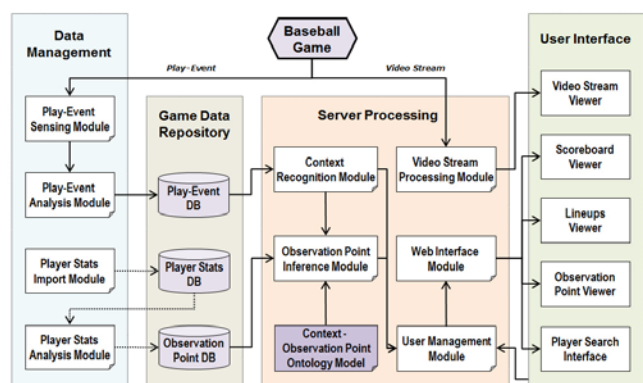 Data
Management
Baseball
Game
User Interface
Play-Event
Video Stream
Play-Event
Sensing Module
Game Data
Repository
Server Processing
Video Stream
Viewer
Play-Event
Analysis Module
Play-Event
DB
Context
Recognition Module
Video Stream
Processing Module
Scoreboard
Viewer
Lineups
Viewer
Player Stats
Import Module
Player Stats
DB
Observation Point
Inference Module
Web Interface
Module
Observation
Point Viewer
Player Stats
Analysis Module
Observation
Point DB
Context -
Observation Point
Ontology Model
User Management
Module
Player Search
Interface